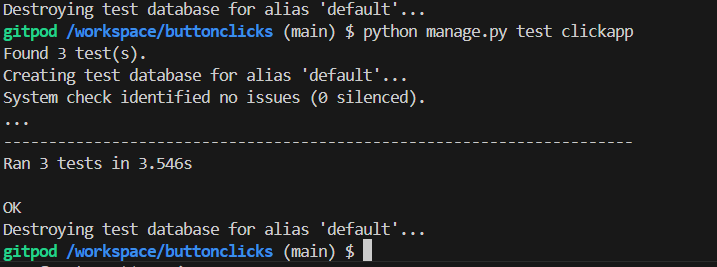 Destroying test database for alias 'default'...
gitpod /workspace/buttonclicks (main) $ python manage.py test clickapp
Found 3 test(s).
Creating test database for alias 'default'...
System check identified no issues (0 silenced).
...
----------------------------------------------------------------------
Ran 3 tests in 3.546s
OK
Destroying test database for alias 'default'...
gitpod /workspace/buttonclicks (main) $